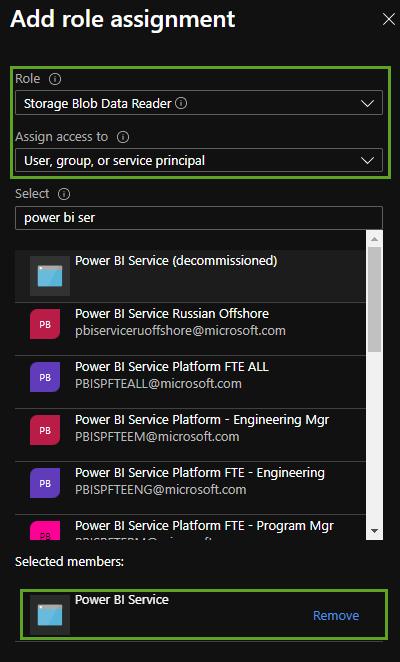 Add role assignment
Role
Storage Blob Data Reader
Assign access to
User, group, or service principal
Select
power bi ser
Power BI Service (decommissioned)
PB
Power BI Service Russian Offshore
pbiserviceruoffshore@microsoft.com
PB
Power BI Service Platform FTE ALL
PBISPFTEALL@microsoft.com
PB
Power BI Service Platform - Engineering Mgr
PBISPFTEEM@microsoft.com
PB
Power BI Service Platform FTE - Engineering
PBISPFTEENG@microsoft.com
PB
Power BI Service Platform FTE - Program Mgr
Selected members:
Power BI Service
Remove